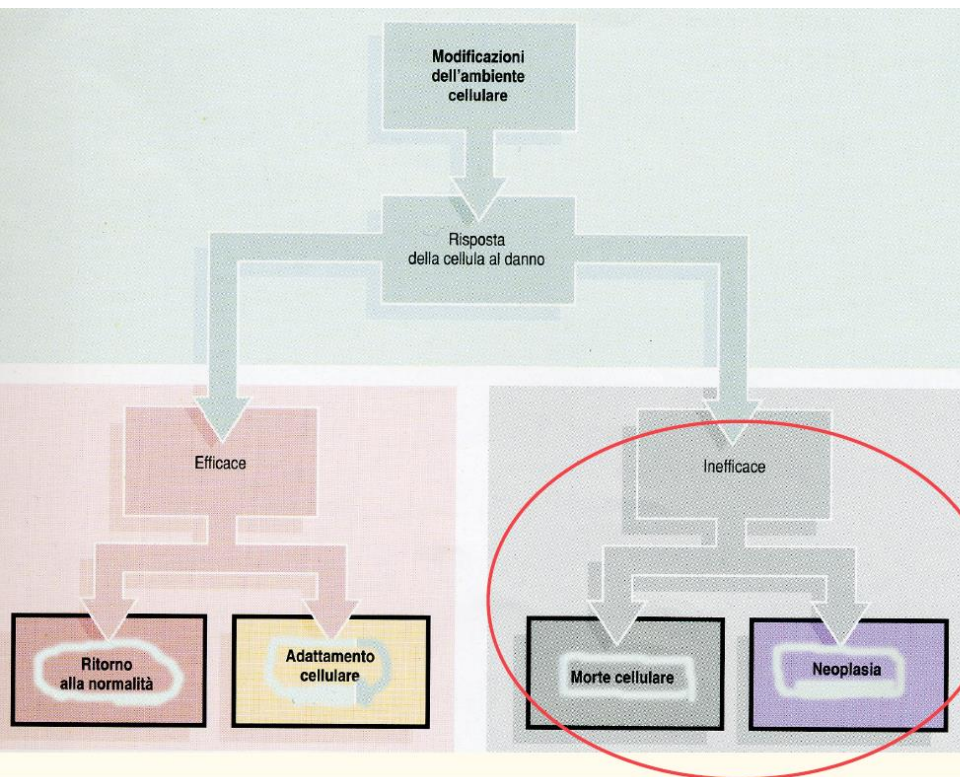 Modificazioni
dell'ambiente
cellulare
Risposta
della cellula al danno
Efficace
Inefficace
Ritorno
alla normalità
Adattamento
cellulare
Morte cellulare
Neoplasia